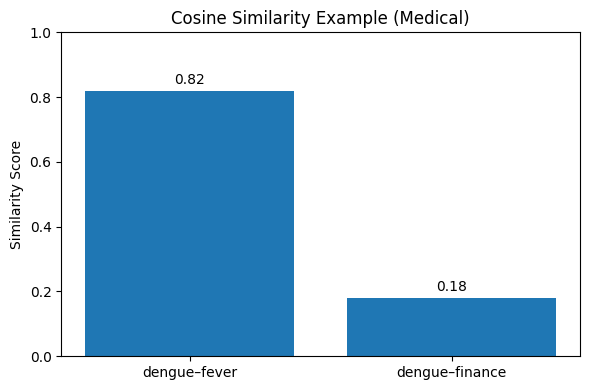 Cosine Similarity Example (Medical)
Similarity Score
1.0
0.8
0.6
0.4
0.2
0.0
0.82
0.18
dengue–fever
dengue–finance